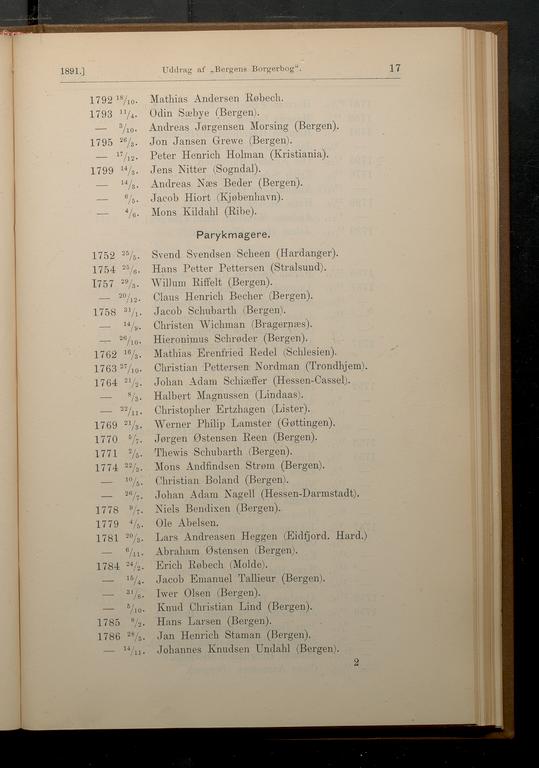 1891.] Uddrag af „Bergens Borgerbog“. 17
1792 18/10. Mathias Andersen Røbech.
1793 11/4. Odin Sæbye (Bergen).
— 3/10. Andreas Jørgensen Morsing (Bergen).
1795 26/3. Jon Jansen Grewe (Bergen).
— 17/12. Peter Henrich Holman (Kristiania).
1799 14/3. Jens Nitter (Sogndal).
— 14/3. Andreas Næs Beder (Bergen).
— 6/5. Jacob Hiort (Kjøbenhavn).
— 4/6. Mons Kildahl (Ribe).
Parykmagere.
1752 25/5. Svend Svendsen Scheen (Hardanger).
1754 25/6. Hans Petter Pettersen (Stralsund).
1757 29/3. Willum Riffelt (Bergen).
— 20/12. Claus Henrich Becher (Bergen).
1758 31/1. Jacob Schubarth (Bergen).
— 14/9. Christen Wichman (Bragernæs).
— 26/10. Hieronimus Schrøder (Bergen).
1762 16/3. Mathias Erenfried Redel (Schlesien).
1763 27/10. Christian Pettersen Nordman (Trondhjem).
1764 21/2. Johan Adam Schiæffer (Hessen-Cassel).
— 8/3. Halbert Magnussen (Lindaas).
— 22/11. Christopher Ertzhagen (Lister).
1769 21/3. Werner Philip Lamster (Gøttingen).
1770 5/7. Jørgen Østensen Reen (Bergen).
1771 2/5. Thewis Schubarth (Bergen).
1774 22/2. Mons Andfindsen Strøm (Bergen).
— 10/5. Christian Boland (Bergen).
— 26/7. Johan Adam Nagell (Hessen-Darmstadt).
1778 9/7. Niels Bendixen (Bergen).
1779 4/5. Ole Abelsen.
1781 20/3. Lars Andreasen Heggen (Eidfjord. Hard.)
— 6/11. Abraham Østensen (Bergen).
1784 24/2. Erich Røbech (Molde).
— 15/4. Jacob Emanuel Tallieur (Bergen).
— 31/8. Iwer Olsen (Bergen).
— 5/10. Knud Christian Lind (Bergen).
1785 8/2. Hans Larsen (Bergen).
1786 28/5. Jan Henrich Staman (Bergen).
— 14/11. Johannes Knudsen Undahl (Bergen).
2